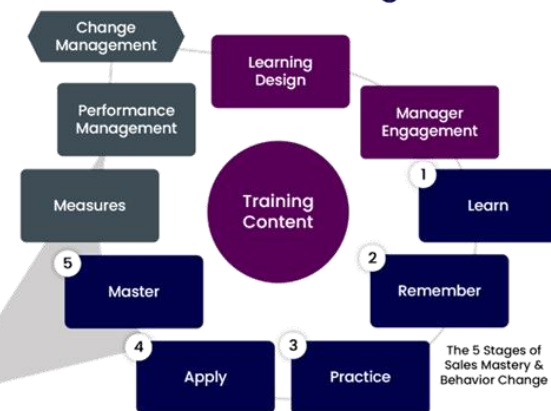 Change
Management
Learning
Design
Performance
Management
Manager
Engagement
Training
Content
Measures
1
Learn
5
Master
2
Remember
4
Apply
3
Practice
The 5 Stages of
Sales Mastery &
Behavior Change